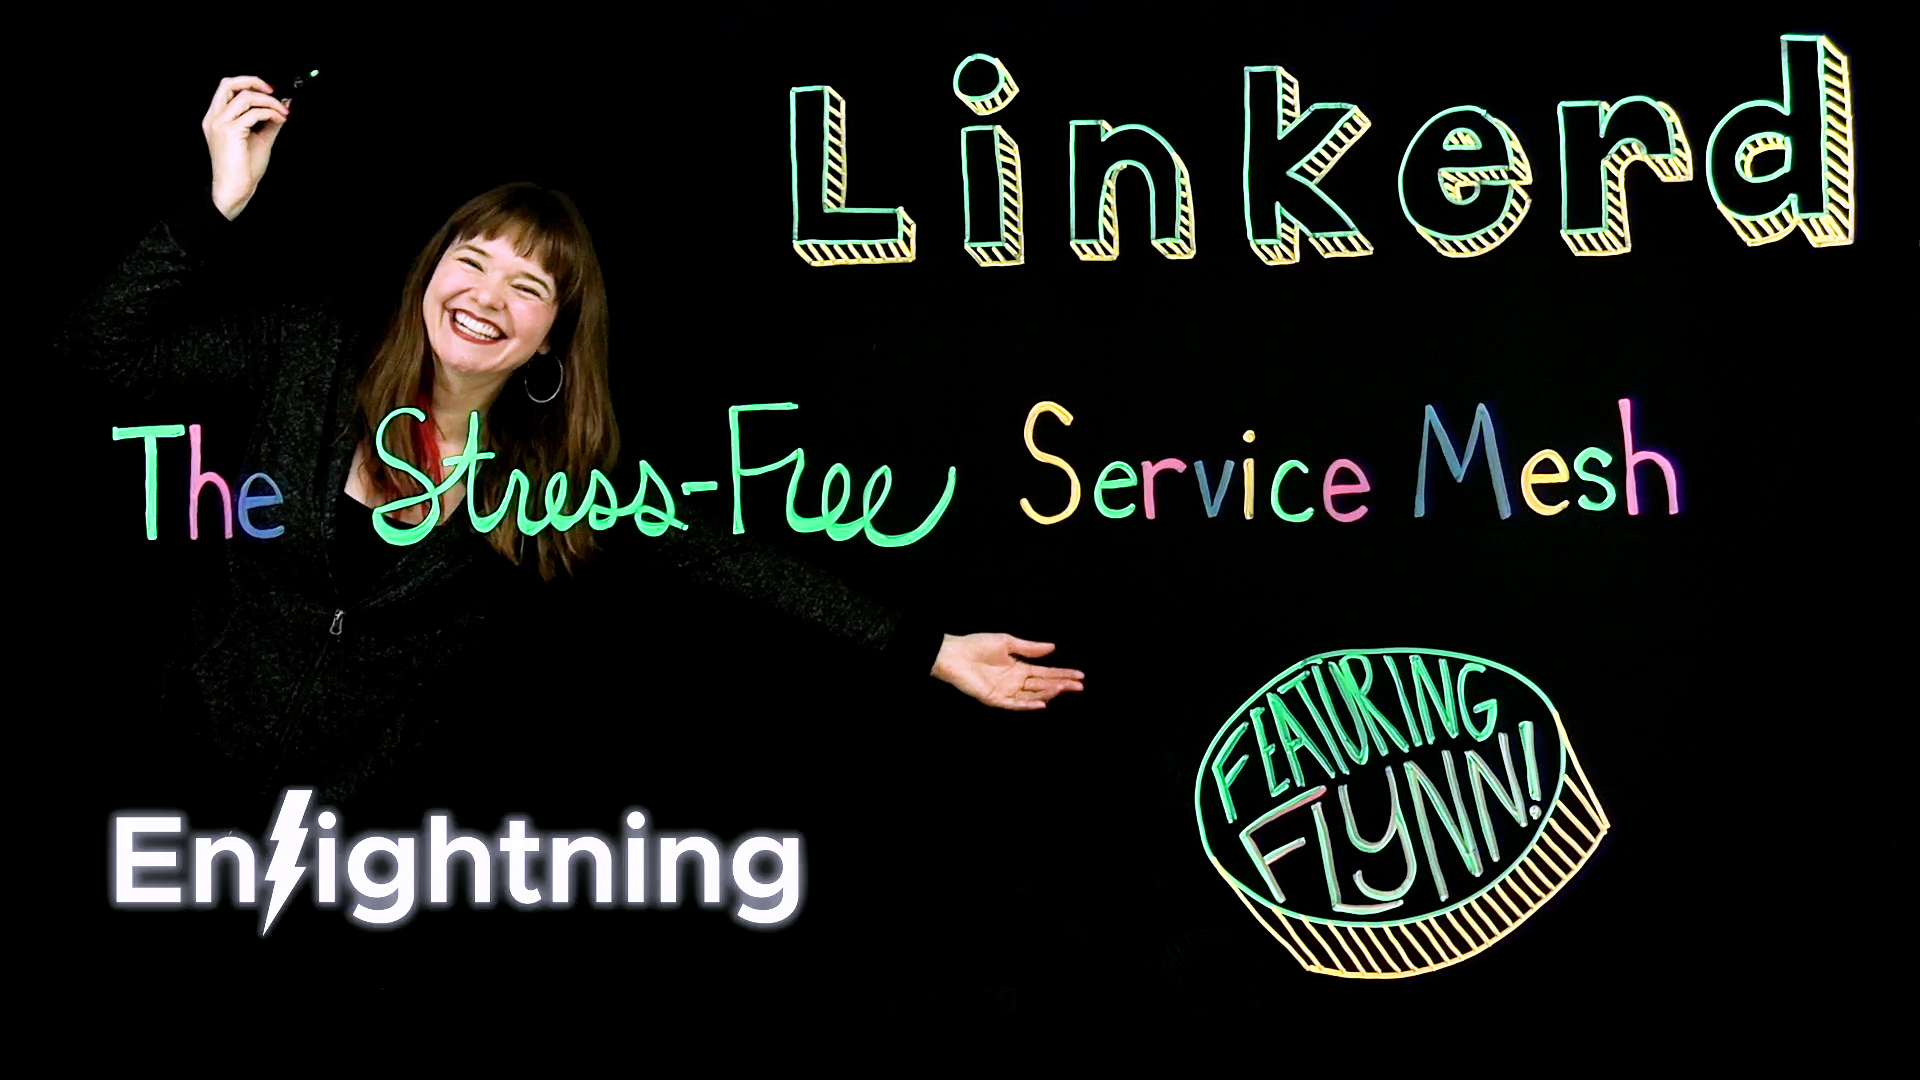 Linkerd
The Stress-Free Service Mesh
FEATURING
FLYNN!
Enlightning